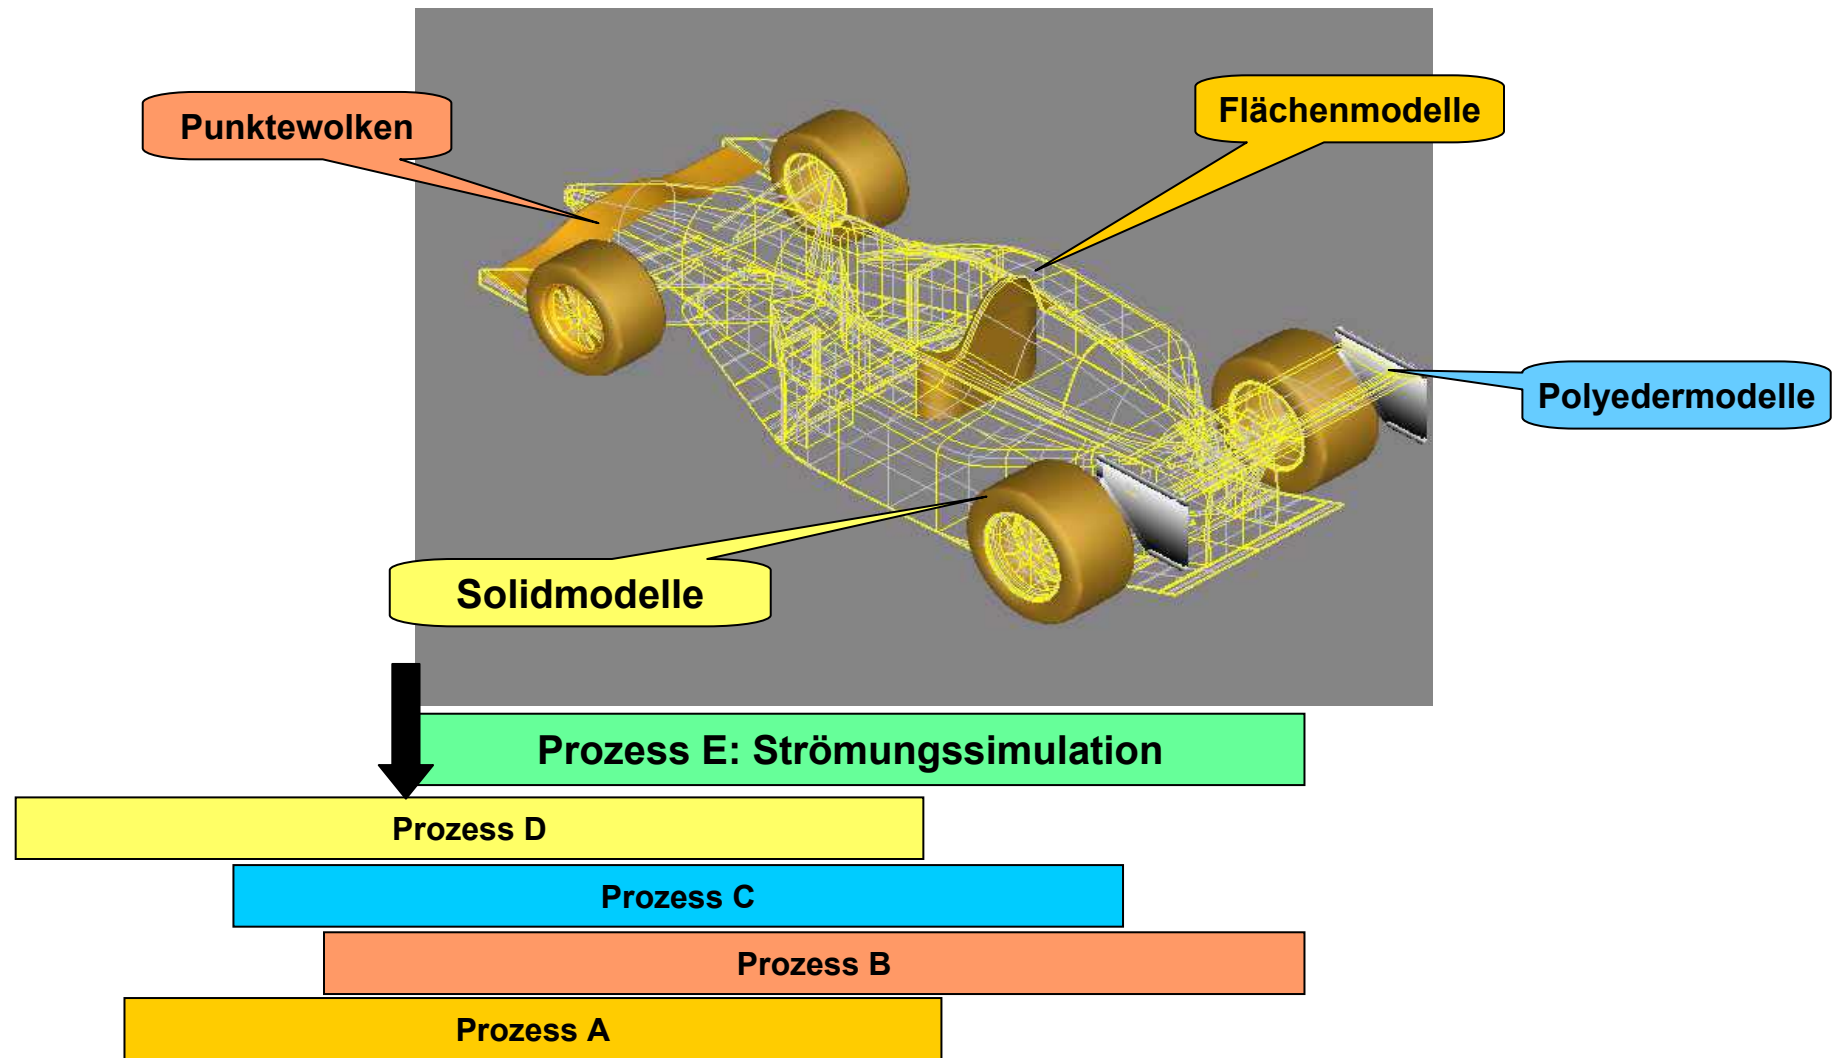 Punktewolken
Flächenmodelle
Polyedermodelle
Solidmodelle
Prozess E: Strömungssimulation
Prozess D
Prozess C
Prozess B
Prozess A